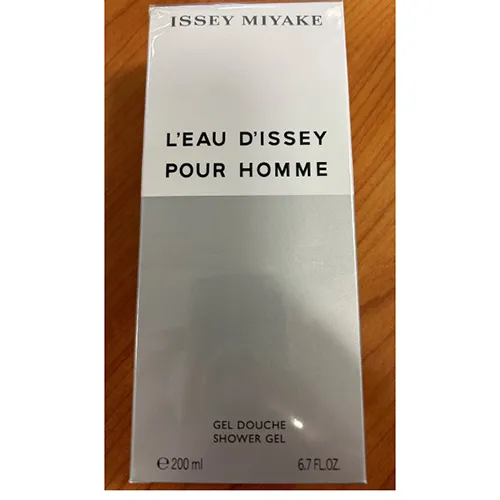 ISSEY MIYAKE
L'EAU D'ISSEY
POUR HOMME
GEL DOUCHE
SHOWER GEL
℮200 ml 6.7 FL.OZ.